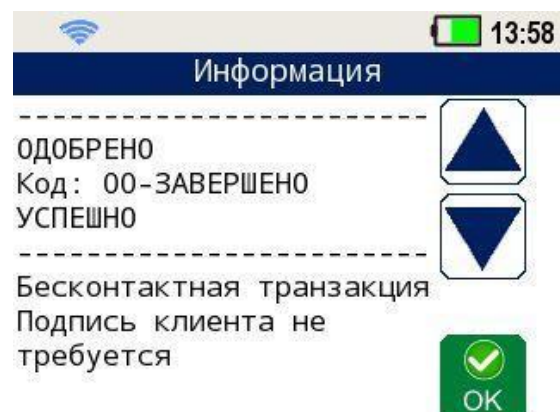 13:58
Информация
------------------------
ОДОБРЕНО
Код: 00-ЗАВЕРШЕНО
УСПЕШНО
------------------------
Бесконтактная транзакция
Подпись клиента не
требуется
OK